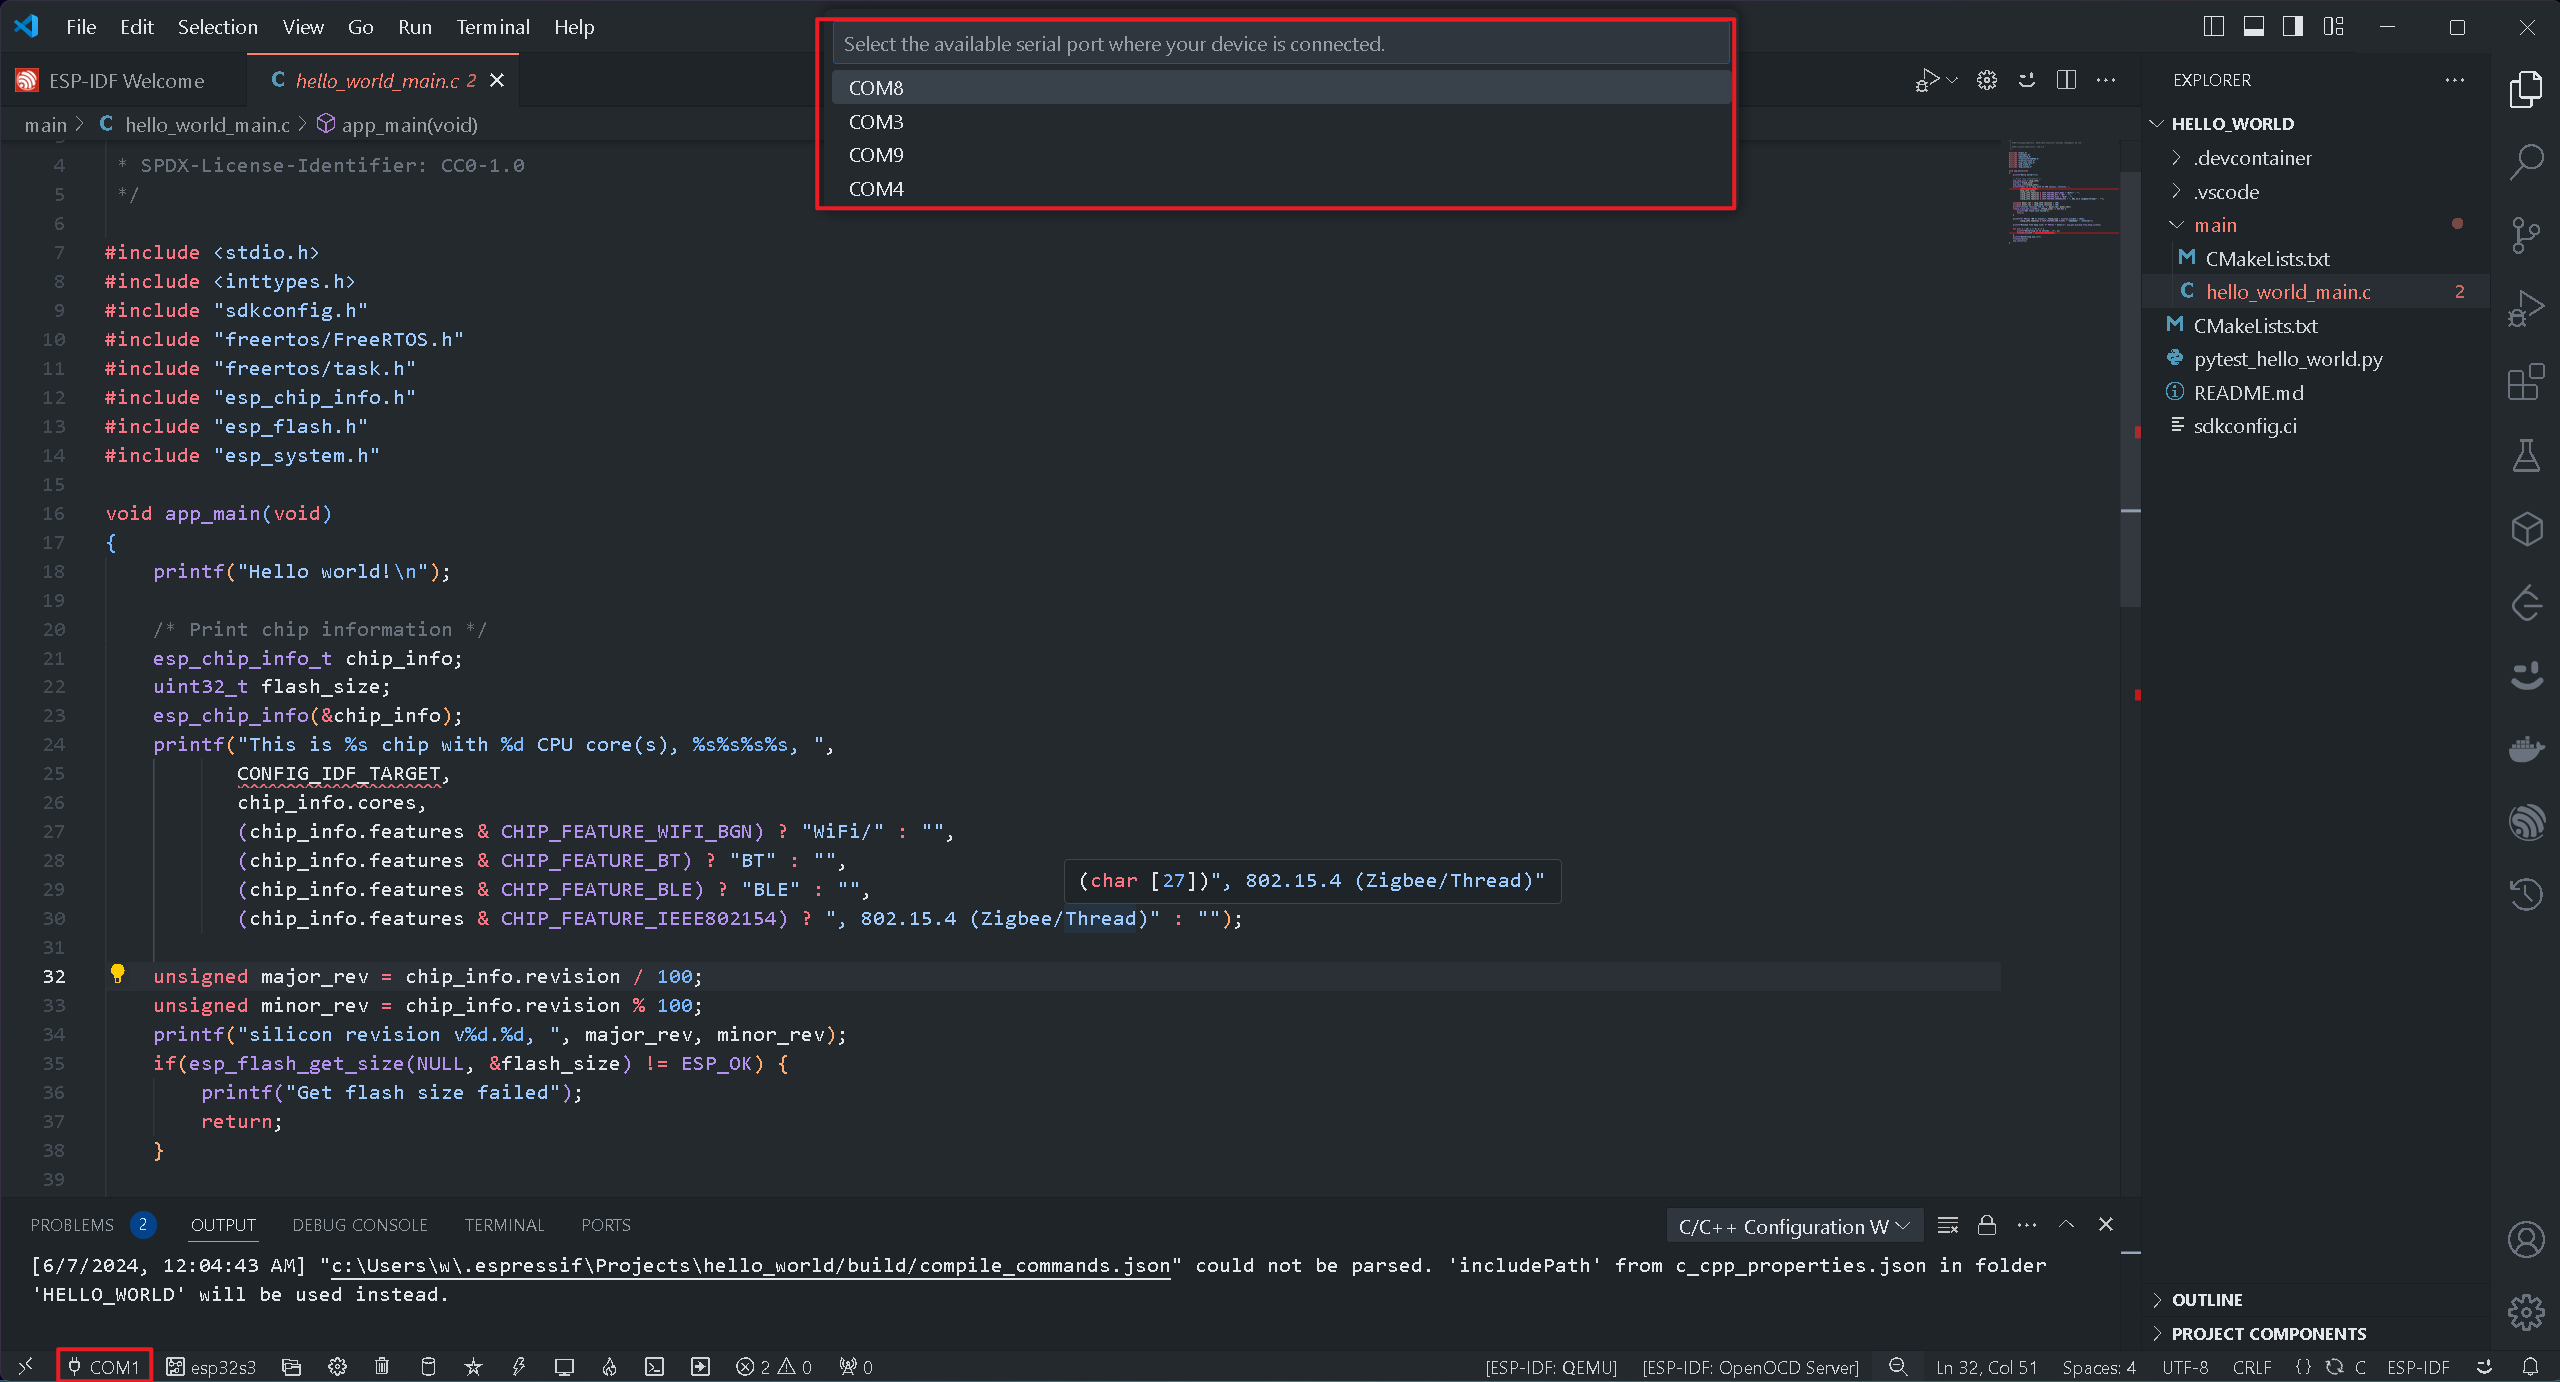 File Edit Selection View Go Run Terminal Help
Select the available serial port where your device is connected.
COM8
COM3
COM9
COM4
ESP-IDF Welcome
C hello_world_main.c 2
main > C hello_world_main.c > app_main(void)
4 * SPDX-License-Identifier: CC0-1.0
5 */
6
7 #include <stdio.h>
8 #include <inttypes.h>
9 #include "sdkconfig.h"
10 #include "freertos/FreeRTOS.h"
11 #include "freertos/task.h"
12 #include "esp_chip_info.h"
13 #include "esp_flash.h"
14 #include "esp_system.h"
15
16 void app_main(void)
17 {
18 printf("Hello world!\n");
19
20 /* Print chip information */
21 esp_chip_info_t chip_info;
22 uint32_t flash_size;
23 esp_chip_info(&chip_info);
24 printf("This is %s chip with %d CPU core(s), %s%s%s%s, ",
25 CONFIG_IDF_TARGET,
26 chip_info.cores,
27 (chip_info.features & CHIP_FEATURE_WIFI_BGN) ? "WiFi/" : "",
28 (chip_info.features & CHIP_FEATURE_BT) ? "BT" : "",
29 (chip_info.features & CHIP_FEATURE_BLE) ? "BLE" : "",
(char [27])", 802.15.4 (Zigbee/Thread)"
30 (chip_info.features & CHIP_FEATURE_IEEE802154) ? ", 802.15.4 (Zigbee/Thread)" : "");
31
32 unsigned major_rev = chip_info.revision / 100;
33 unsigned minor_rev = chip_info.revision % 100;
34 printf("silicon revision v%d.%d, ", major_rev, minor_rev);
35 if(esp_flash_get_size(NULL, &flash_size) != ESP_OK) {
36 printf("Get flash size failed");
37 return;
38 }
39
EXPLORER
HELLO_WORLD
.devcontainer
.vscode
main
M CMakeLists.txt
C hello_world_main.c 2
M CMakeLists.txt
pytest_hello_world.py
README.md
sdkconfig.ci
OUTLINE
PROJECT COMPONENTS
PROBLEMS 2 OUTPUT DEBUG CONSOLE TERMINAL PORTS
C/C++ Configuration W
[6/7/2024, 12:04:43 AM] "c:\Users\w\.espressif\Projects\hello_world/build/compile_commands.json" could not be parsed. 'includePath' from c_cpp_properties.json in folder
'HELLO_WORLD' will be used instead.
COM1 esp32s3 2 0 0 [ESP-IDF: QEMU] [ESP-IDF: OpenOCD Server] Ln 32, Col 51 Spaces: 4 UTF-8 CRLF {} C ESP-IDF